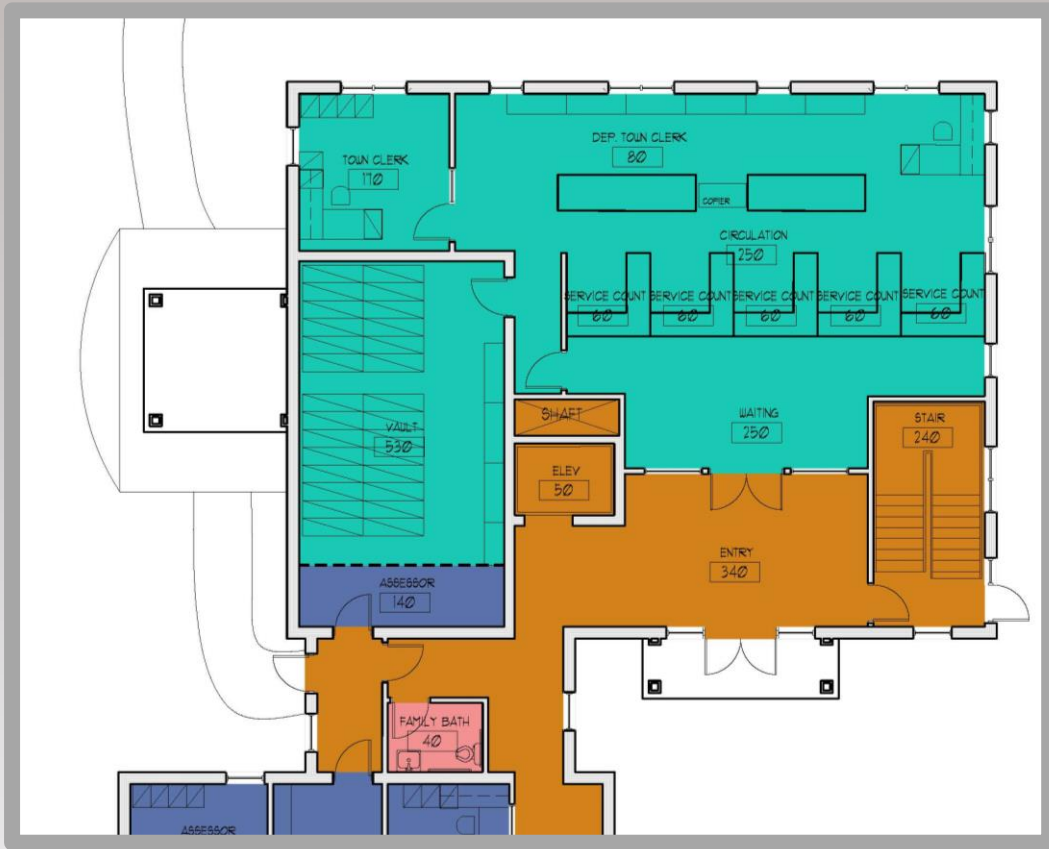 DEP. TOWN CLERK
80
TOWN CLERK
170
COPIER
CIRCULATION
250
SERVICE COUNT
60
SERVICE COUNT
60
SERVICE COUNT
60
SERVICE COUNT
60
SERVICE COUNT
60
SHAFT
WAITING
250
STAIR
240
VAULT
530
ELEV
50
ENTRY
340
ASSESSOR
140
FAMILY BATH
40
ASSESSOR